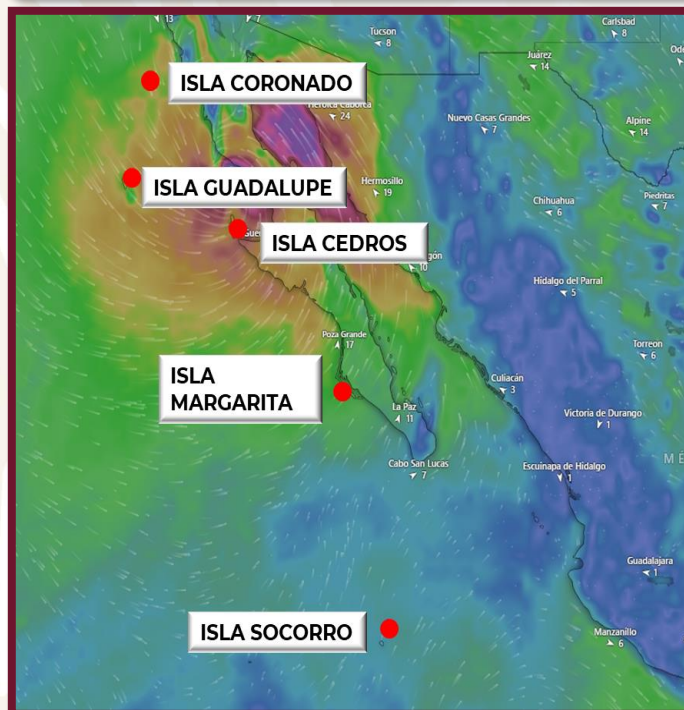 13
7
Carlsbad
8
Tucson
8
Juárez
14
ISLA CORONADO
Heroica Caborca
24
Nuevo Casas Grandes
7
Alpine
14
ISLA GUADALUPE
Hermosillo
19
Piedritas
7
Chihuahua
6
ISLA CEDROS
10
Hidalgo del Parral
5
Poza Grande
17
Torreon
6
ISLA
MARGARITA
Culiacán
3
La Paz
11
Victoria de Durango
1
Cabo San Lucas
7
Escuinapa de Hidalgo
1
Guadalajara
1
ISLA SOCORRO
Manzanillo
6